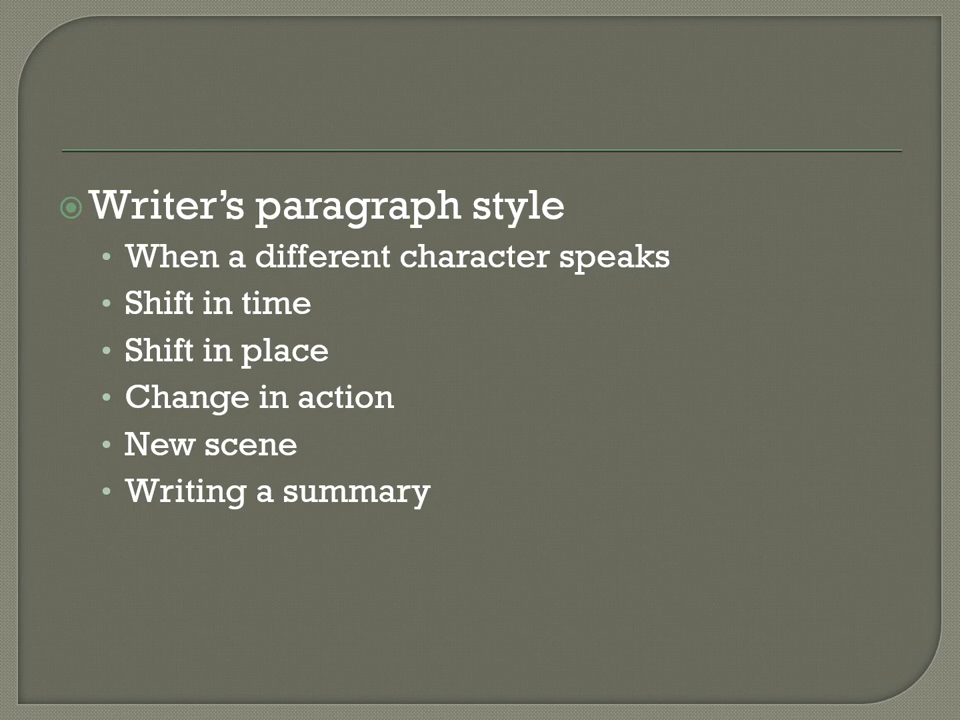 Writer’s paragraph style
• When a different character speaks
• Shift in time
• Shift in place
• Change in action
• New scene
• Writing a summary